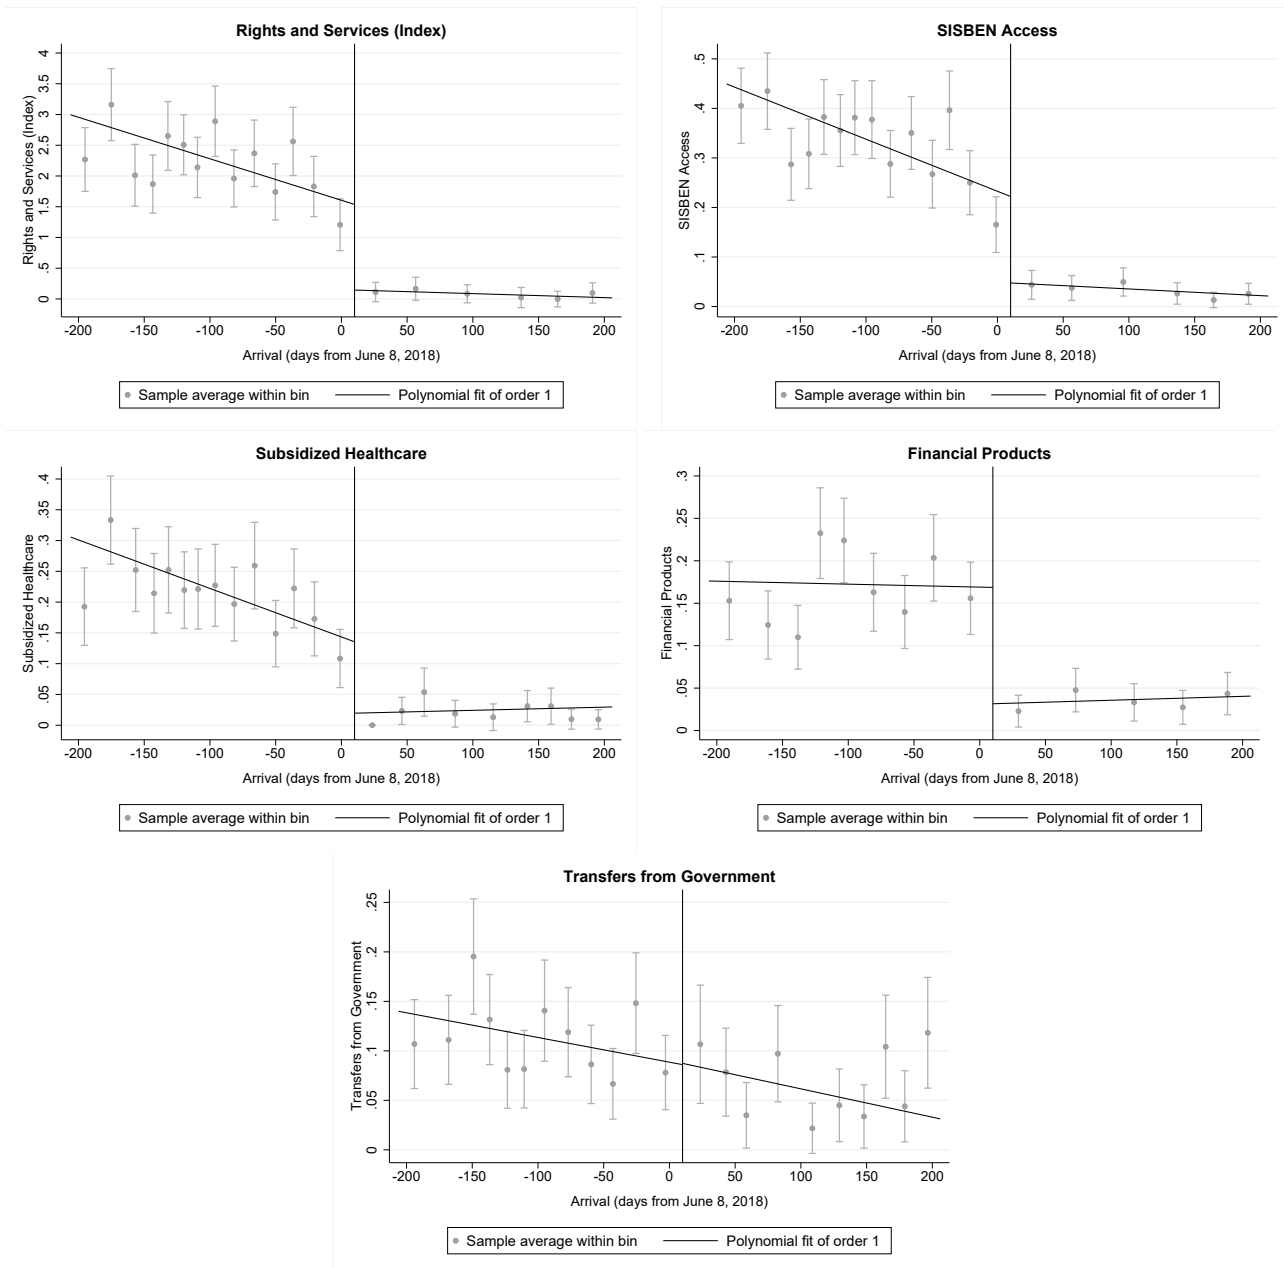 Rights and Services (Index)
Rights and Services (Index)
0 .5 1 1.5 2 2.5 3 3.5 4
-200 -150 -100 -50 0 50 100 150 200
Arrival (days from June 8, 2018)
Sample average within bin Polynomial fit of order 1
SISBEN Access
SISBEN Access
0 .1 .2 .3 .4 .5
-200 -150 -100 -50 0 50 100 150 200
Arrival (days from June 8, 2018)
Sample average within bin Polynomial fit of order 1
Subsidized Healthcare
Subsidized Healthcare
0 .05 .1 .15 .2 .25 .3 .35 .4
-200 -150 -100 -50 0 50 100 150 200
Arrival (days from June 8, 2018)
Sample average within bin Polynomial fit of order 1
Financial Products
Financial Products
0 .05 .1 .15 .2 .25 .3
-200 -150 -100 -50 0 50 100 150 200
Arrival (days from June 8, 2018)
Sample average within bin Polynomial fit of order 1
Transfers from Government
Transfers from Government
0 .05 .1 .15 .2 .25
-200 -150 -100 -50 0 50 100 150 200
Arrival (days from June 8, 2018)
Sample average within bin Polynomial fit of order 1